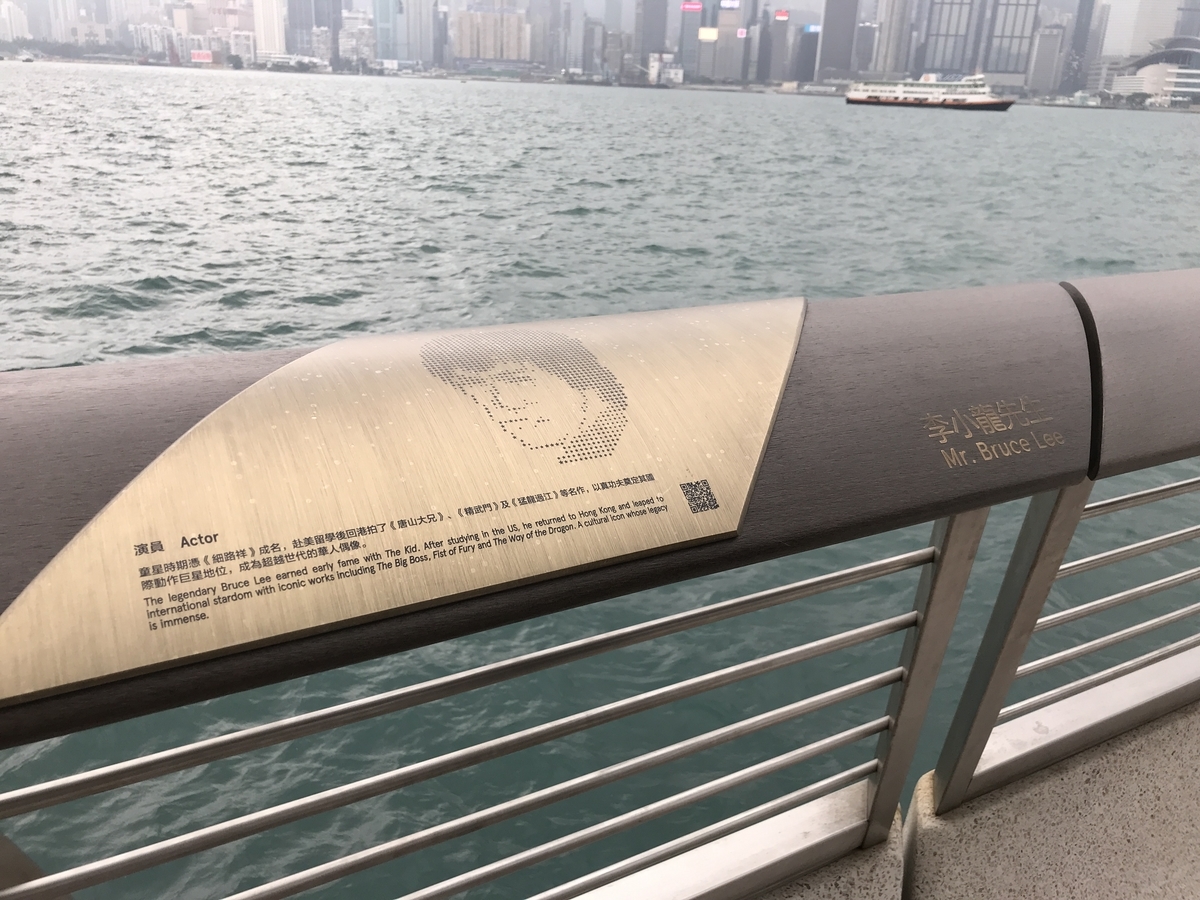 演員 Actor
童星時期憑《細路祥》成名，赴美留學後回港拍了《唐山大兄》、《精武門》及《猛龍過江》等名作，以真功夫奠定其國
際動作巨星地位，成為超越世代的華人偶像。
The legendary Bruce Lee earned early fame with The Kid. After studying in the US, he returned to Hong Kong and leaped to
international stardom with iconic works including The Big Boss, Fist of Fury and The Way of the Dragon. A cultural icon whose legacy
is immense.
李小龍先生
Mr. Bruce Lee